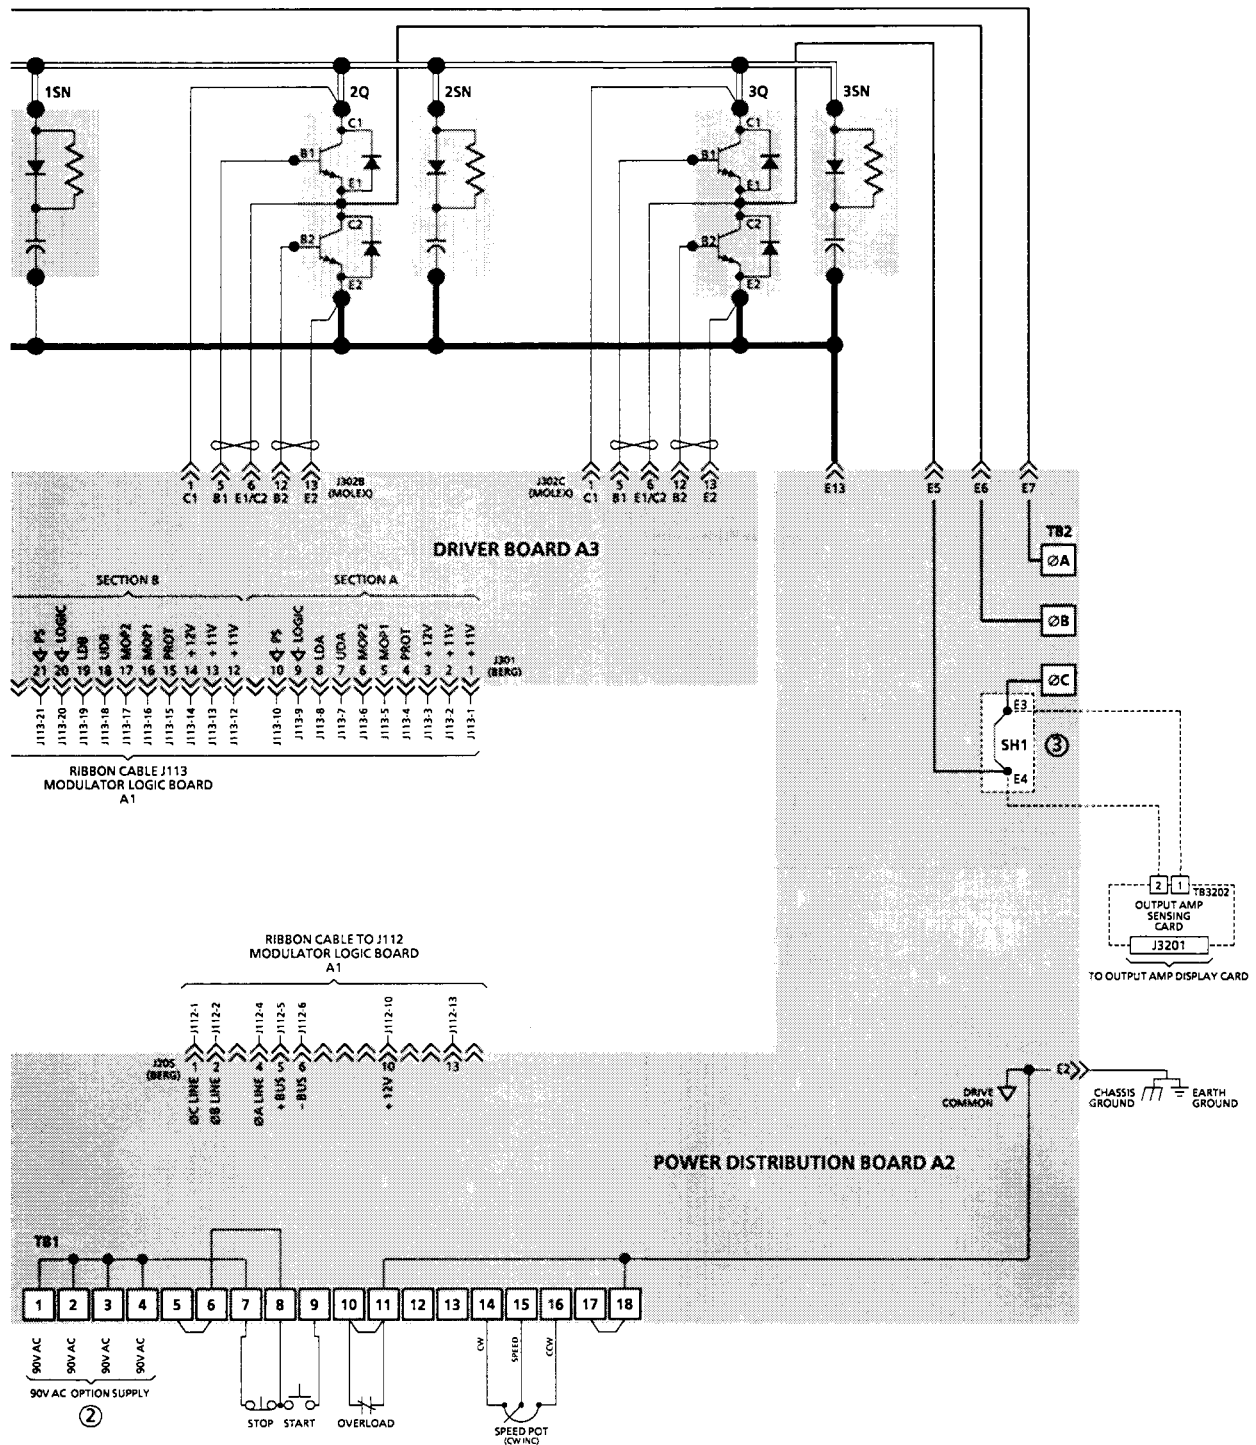 1SN
2Q
2SN
3Q
3SN
C1
B1
E1
C2
B2
E2
C1
B1
E1
C2
B2
E2
1 5 6 12 13
C1 B1 E1/C2 B2 E2
J302B
(MOLEX)
J302C
(MOLEX)
1 5 6 12 13
C1 B1 E1/C2 B2 E2
E13 E5 E6 E7
TB2
ØA
ØB
ØC
DRIVER BOARD A3
SECTION B
SECTION A
PS LOGIC LDB UDB MOP2 MOP1 PROT +12V +11V +11V
21 20 19 18 17 16 15 14 13 12
PS LOGIC LDA UDA MOP2 MOP1 PROT +12V +11V +11V
10 9 8 7 6 5 4 3 2 1
J301
(BERG)
J113-21 J113-20 J113-19 J113-18 J113-17 J113-16 J113-15 J113-14 J113-13 J113-12
J113-10 J113-9 J113-8 J113-7 J113-6 J113-5 J113-4 J113-3 J113-2 J113-1
RIBBON CABLE J113
MODULATOR LOGIC BOARD
A1
E3
SH1
3
E4
2 1 TB3202
OUTPUT AMP
SENSING
CARD
J3201
TO OUTPUT AMP DISPLAY CARD
RIBBON CABLE TO J112
MODULATOR LOGIC BOARD
A1
J112-1 J112-2 J112-4 J112-5 J112-6 J112-10 J112-13
J205
(BERG)
1 2 4 5 6 10 13
ØC LINE
ØB LINE
ØA LINE
+ BUS
- BUS
+ 12V
E2
DRIVE
COMMON
CHASSIS
GROUND
EARTH
GROUND
POWER DISTRIBUTION BOARD A2
TB1
1 2 3 4 5 6 7 8 9 10 11 12 13 14 15 16 17 18
90V AC 90V AC 90V AC 90V AC
CW SPEED CCW
90V AC OPTION SUPPLY
2
STOP START OVERLOAD
SPEED POT
(CW INC)